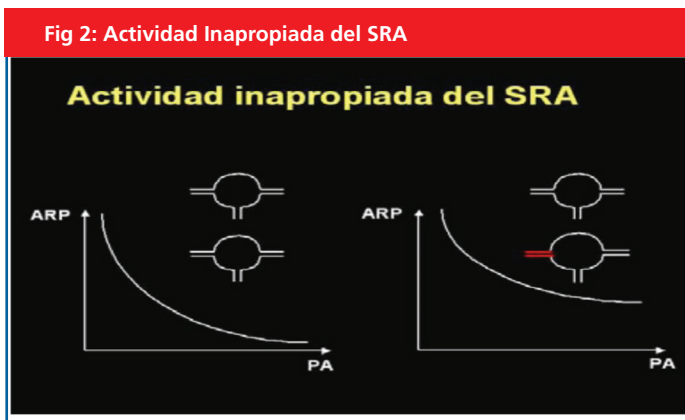 Fig 2: Actividad Inapropiada del SRA
Actividad inapropiada del SRA
ARP
PA
ARP
PA